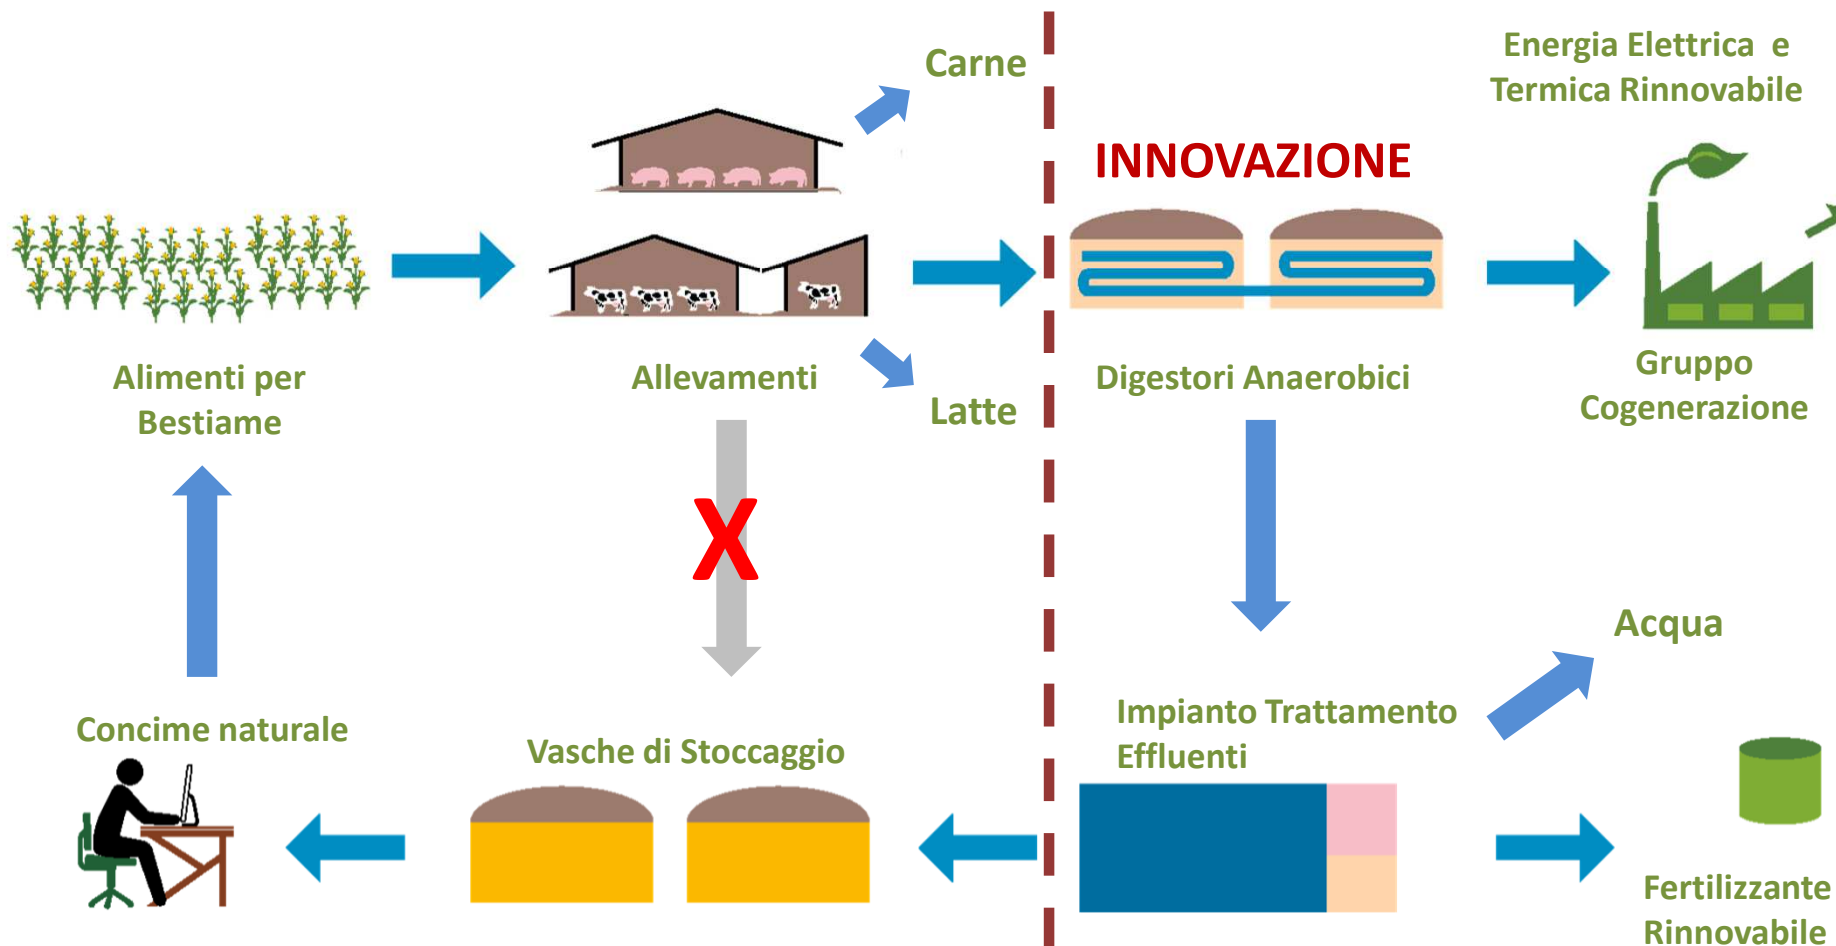 Carne
Energia Elettrica e
Termica Rinnovabile
INNOVAZIONE
Alimenti per
Bestiame
Allevamenti
Latte
Digestori Anaerobici
Gruppo
Cogenerazione
X
Acqua
Concime naturale
Vasche di Stoccaggio
Impianto Trattamento
Effluenti
Fertilizzante
Rinnovabile